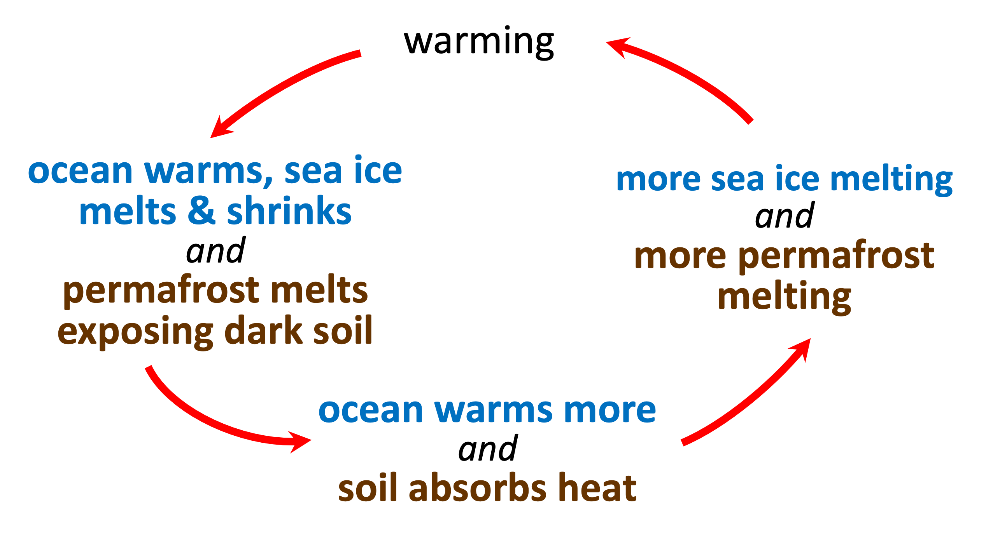 warming
ocean warms, sea ice
melts & shrinks
and
permafrost melts
exposing dark soil
ocean warms more
and
soil absorbs heat
more sea ice melting
and
more permafrost
melting